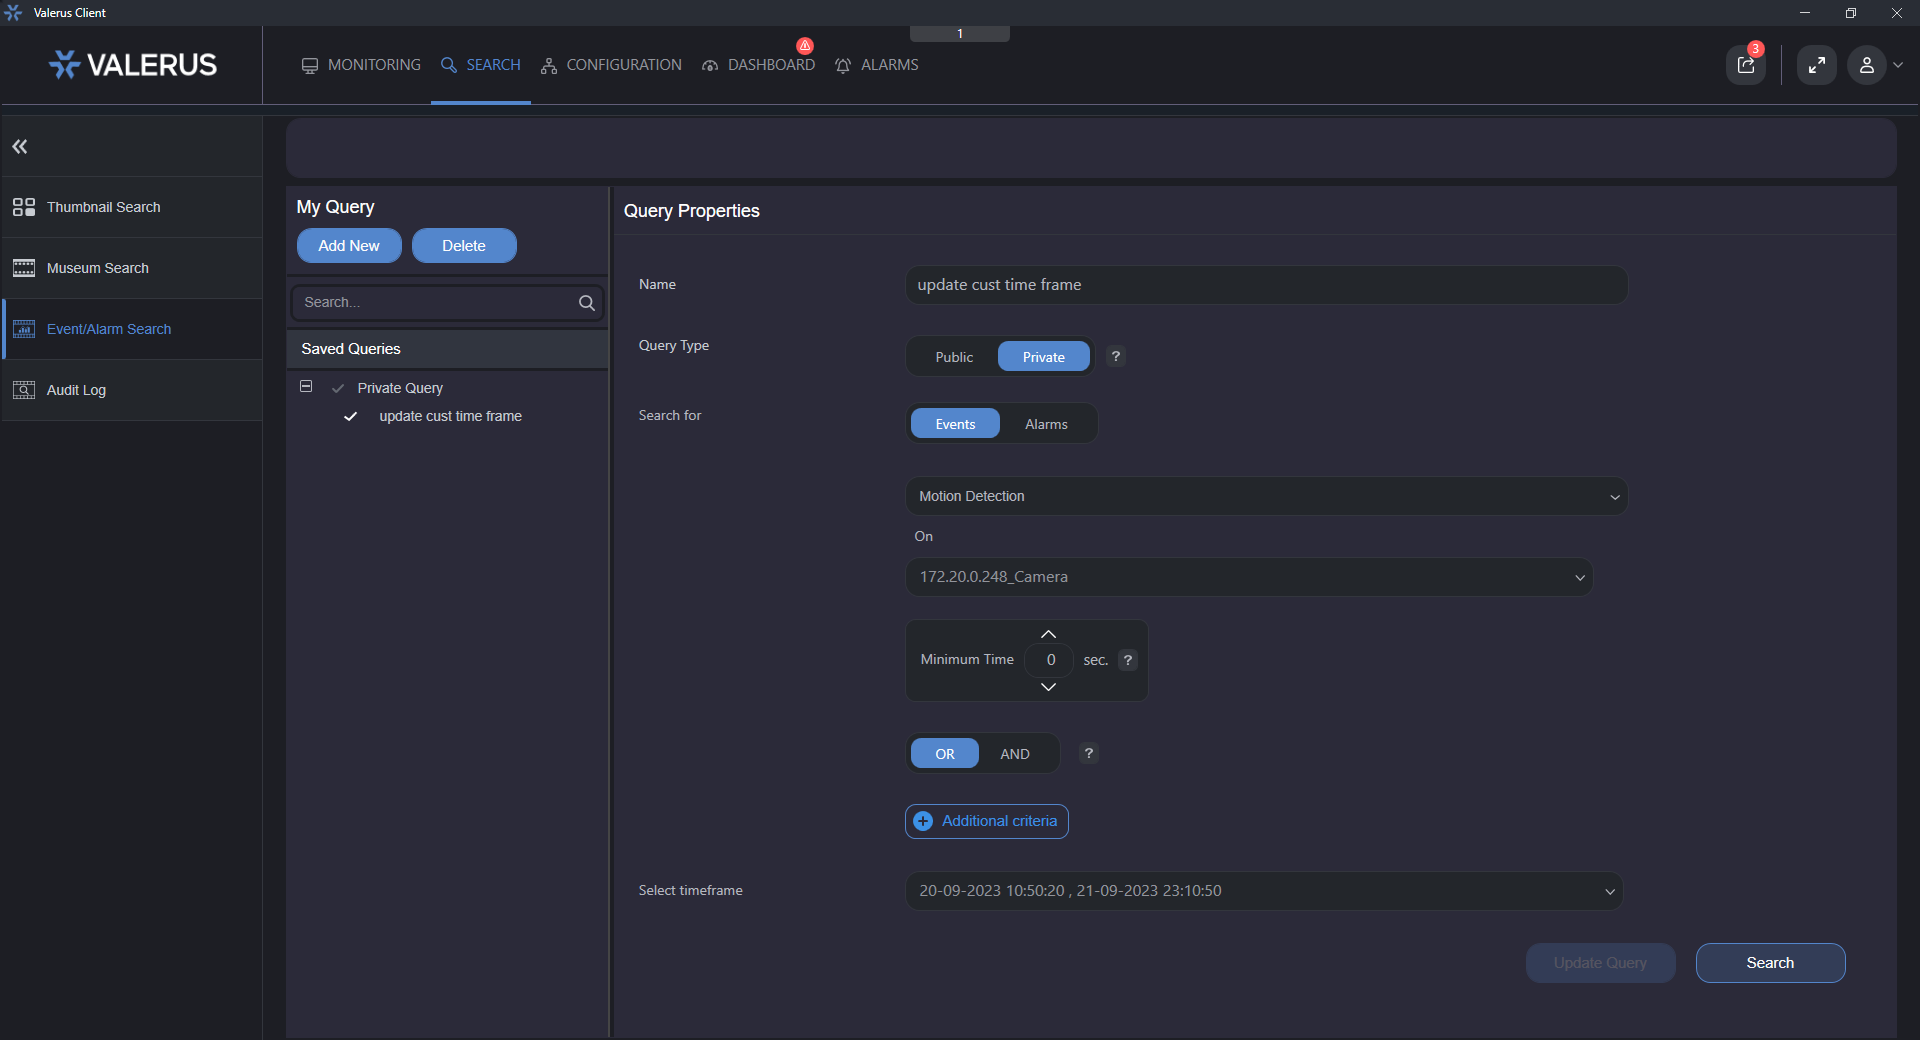 Valerus Client
1
VALERUS
MONITORING
SEARCH
CONFIGURATION
DASHBOARD
ALARMS
3
Thumbnail Search
Museum Search
Event/Alarm Search
Audit Log
My Query
Add New
Delete
Search...
Saved Queries
Private Query
update cust time frame
Query Properties
Name
update cust time frame
Query Type
Public
Private
?
Search for
Events
Alarms
Motion Detection
On
172.20.0.248_Camera
Minimum Time
0
sec.
?
OR
AND
?
Additional criteria
Select timeframe
20-09-2023 10:50:20 , 21-09-2023 23:10:50
Update Query
Search